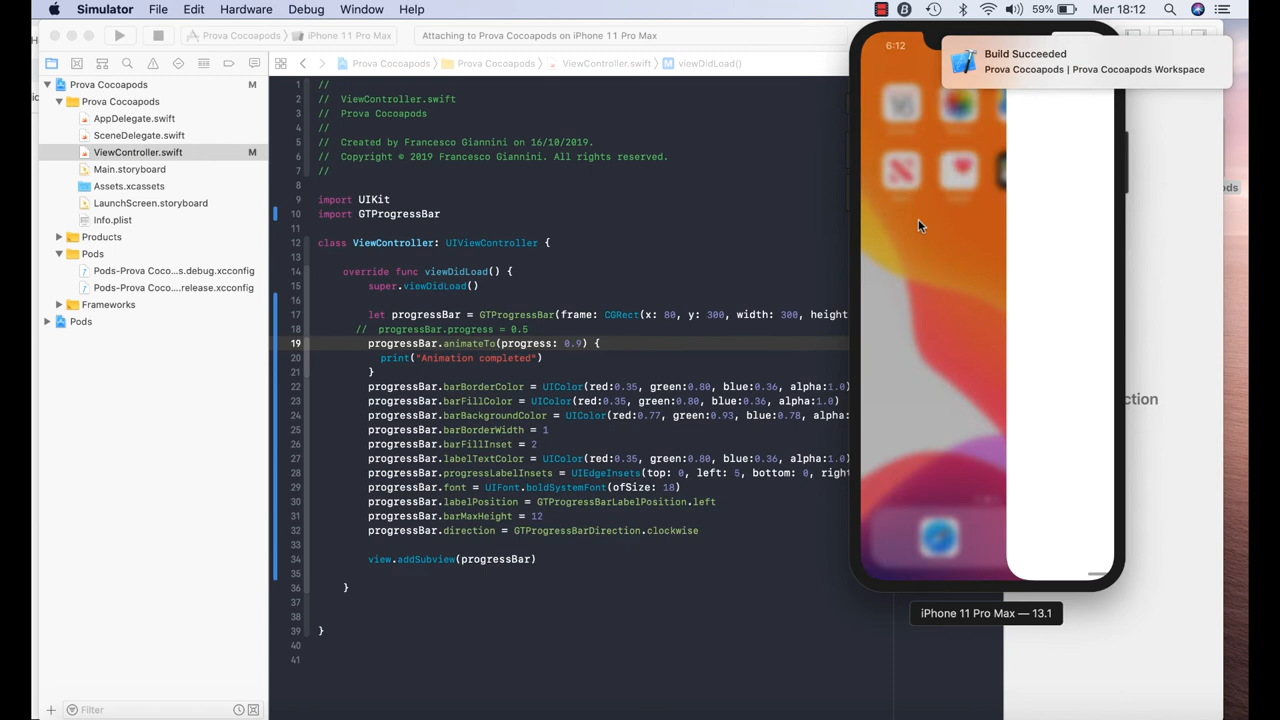 Simulator File Edit Hardware Debug Window Help 59% Mer 18:12
Prova Cocoapods iPhone 11 Pro Max Attaching to Prova Cocoapods on iPhone 11 Pro Max
Prova Cocoapods Prova Cocoapods ViewController.swift viewDidLoad()
Prova Cocoapods M
Prova Cocoapods
AppDelegate.swift
SceneDelegate.swift
ViewController.swift M
Main.storyboard
Assets.xcassets
LaunchScreen.storyboard
Info.plist
Products
Pods
Pods-Prova Coco...s.debug.xcconfig
Pods-Prova Coco....release.xcconfig
Frameworks
Pods
Filter
1 //
2 // ViewController.swift
3 // Prova Cocoapods
4 //
5 // Created by Francesco Giannini on 16/10/2019.
6 // Copyright © 2019 Francesco Giannini. All rights reserved.
7 //
8
9 import UIKit
10 import GTProgressBar
11
12 class ViewController: UIViewController {
13
14 override func viewDidLoad() {
15 super.viewDidLoad()
16
17 let progressBar = GTProgressBar(frame: CGRect(x: 80, y: 300, width: 300, height
18 // progressBar.progress = 0.5
19 progressBar.animateTo(progress: 0.9) {
20 print("Animation completed")
21 }
22 progressBar.barBorderColor = UIColor(red:0.35, green:0.80, blue:0.36, alpha:1.0)
23 progressBar.barFillColor = UIColor(red:0.35, green:0.80, blue:0.36, alpha:1.0)
24 progressBar.barBackgroundColor = UIColor(red:0.77, green:0.93, blue:0.78, alpha:
25 progressBar.barBorderWidth = 1
26 progressBar.barFillInset = 2
27 progressBar.labelTextColor = UIColor(red:0.35, green:0.80, blue:0.36, alpha:1.0)
28 progressBar.progressLabelInsets = UIEdgeInsets(top: 0, left: 5, bottom: 0, right
29 progressBar.font = UIFont.boldSystemFont(ofSize: 18)
30 progressBar.labelPosition = GTProgressBarLabelPosition.left
31 progressBar.barMaxHeight = 12
32 progressBar.direction = GTProgressBarDirection.clockwise
33
34 view.addSubview(progressBar)
35
36 }
37
38
39 }
40
41
6:12
Build Succeeded
Prova Cocoapods | Prova Cocoapods Workspace
ods
ction
iPhone 11 Pro Max — 13.1